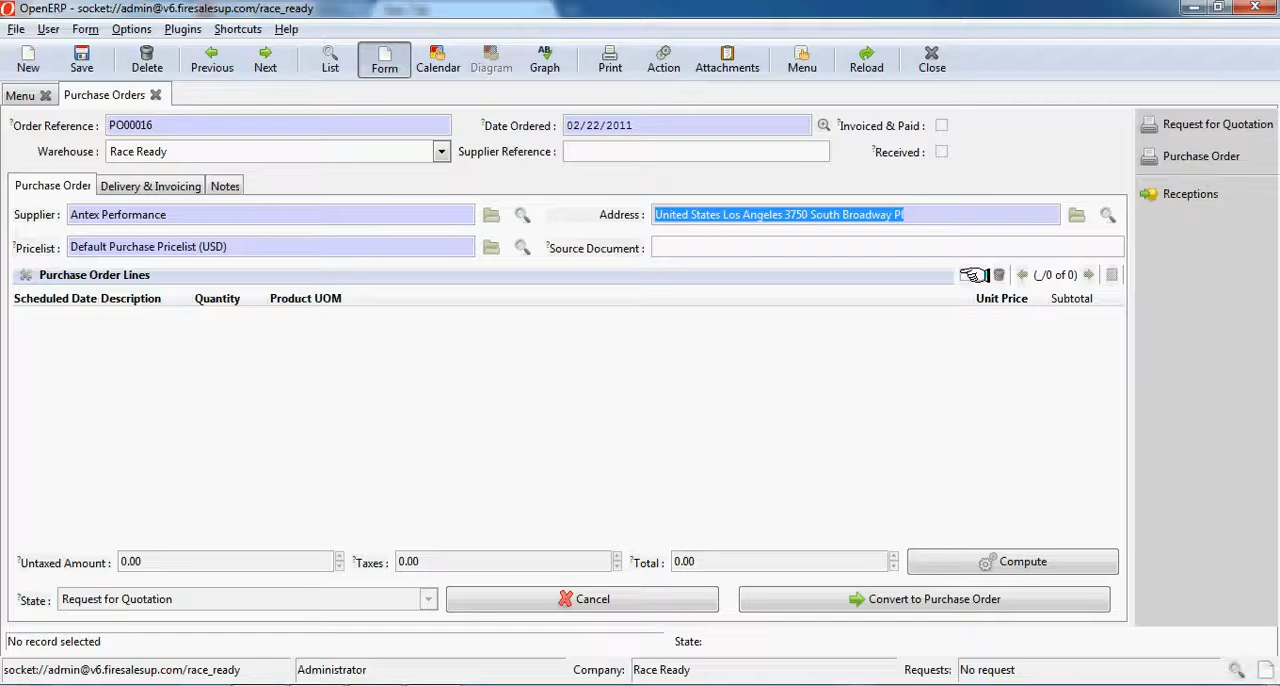 OpenERP - socket://admin@v6.firesalesup.com/race_ready
File User Form Options Plugins Shortcuts Help
New Save Delete Previous Next List Form Calendar Diagram Graph Print Action Attachments Menu Reload Close
Menu Purchase Orders
?Order Reference : PO00016 ?Date Ordered : 02/22/2011 ?Invoiced & Paid :
Warehouse : Race Ready Supplier Reference : ?Received :
Purchase Order Delivery & Invoicing Notes
Supplier : Antex Performance Address : United States Los Angeles 3750 South Broadway Pl
?Pricelist : Default Purchase Pricelist (USD) ?Source Document :
Purchase Order Lines (_/0 of 0)
Scheduled Date Description Quantity Product UOM Unit Price Subtotal
?Untaxed Amount : 0.00 ?Taxes : 0.00 ?Total : 0.00 Compute
?State : Request for Quotation Cancel Convert to Purchase Order
Request for Quotation
Purchase Order
Receptions
No record selected State:
socket://admin@v6.firesalesup.com/race_ready Administrator Company: Race Ready Requests: No request